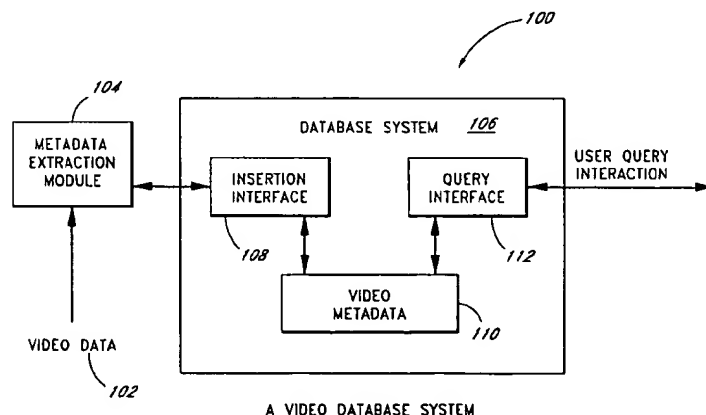 100
104
METADATA
EXTRACTION
MODULE
DATABASE SYSTEM 106
INSERTION
INTERFACE
108
QUERY
INTERFACE
112
USER QUERY
INTERACTION
VIDEO
METADATA
110
VIDEO DATA
102
A VIDEO DATABASE SYSTEM